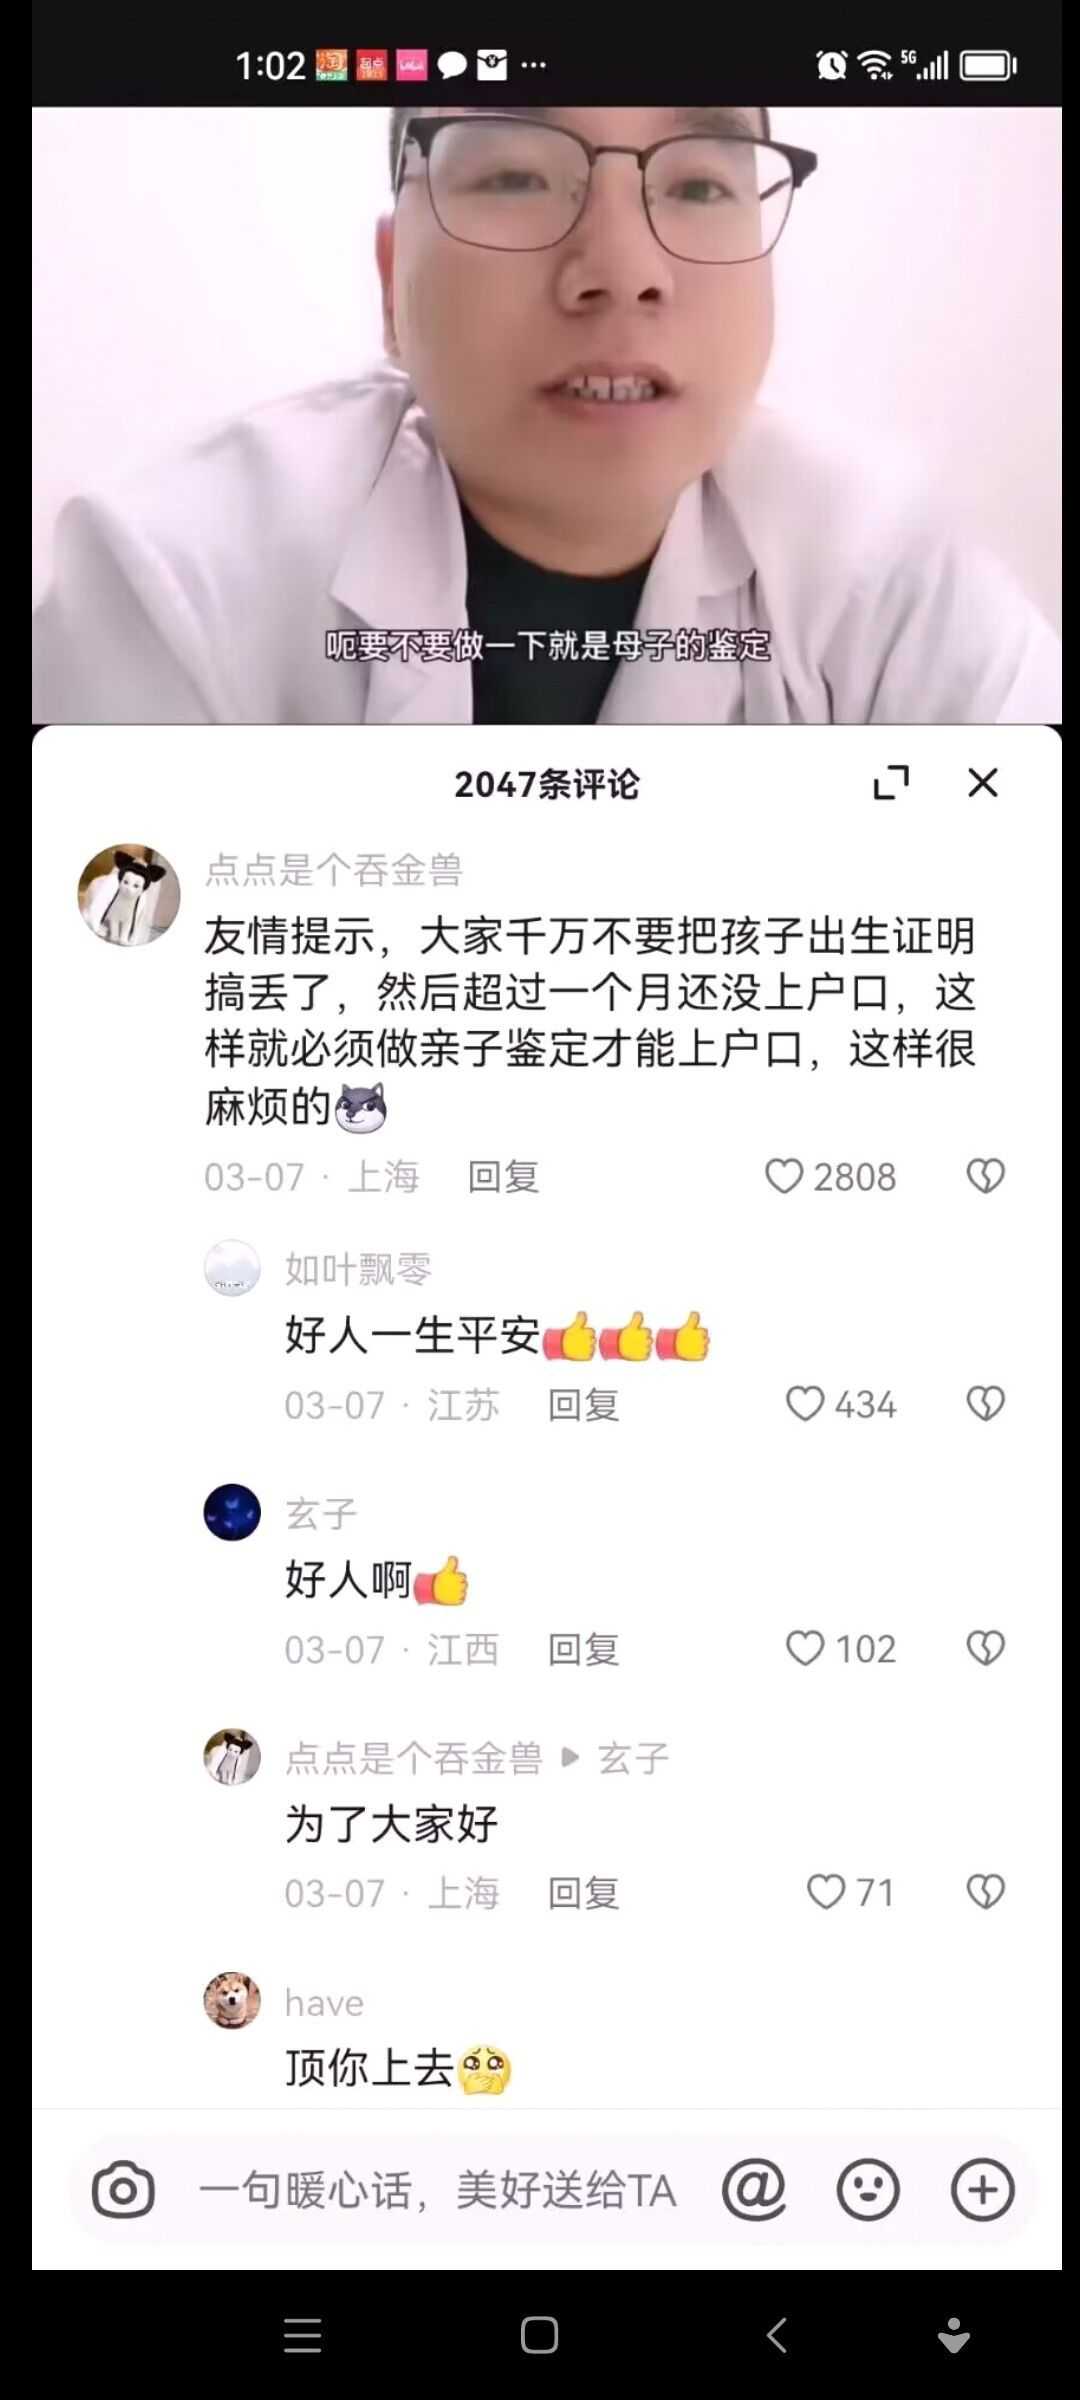 1:02
起点
5G
呃要不要做一下就是母子的鉴定
2047条评论
点点是个吞金兽
友情提示，大家千万不要把孩子出生证明
搞丢了，然后超过一个月还没上户口，这
样就必须做亲子鉴定才能上户口，这样很
麻烦的
03-07 · 上海 回复 2808
如叶飘零
好人一生平安
03-07 · 江苏 回复 434
玄子
好人啊
03-07 · 江西 回复 102
点点是个吞金兽 ▶ 玄子
为了大家好
03-07 · 上海 回复 71
have
顶你上去
一句暖心话，美好送给TA @